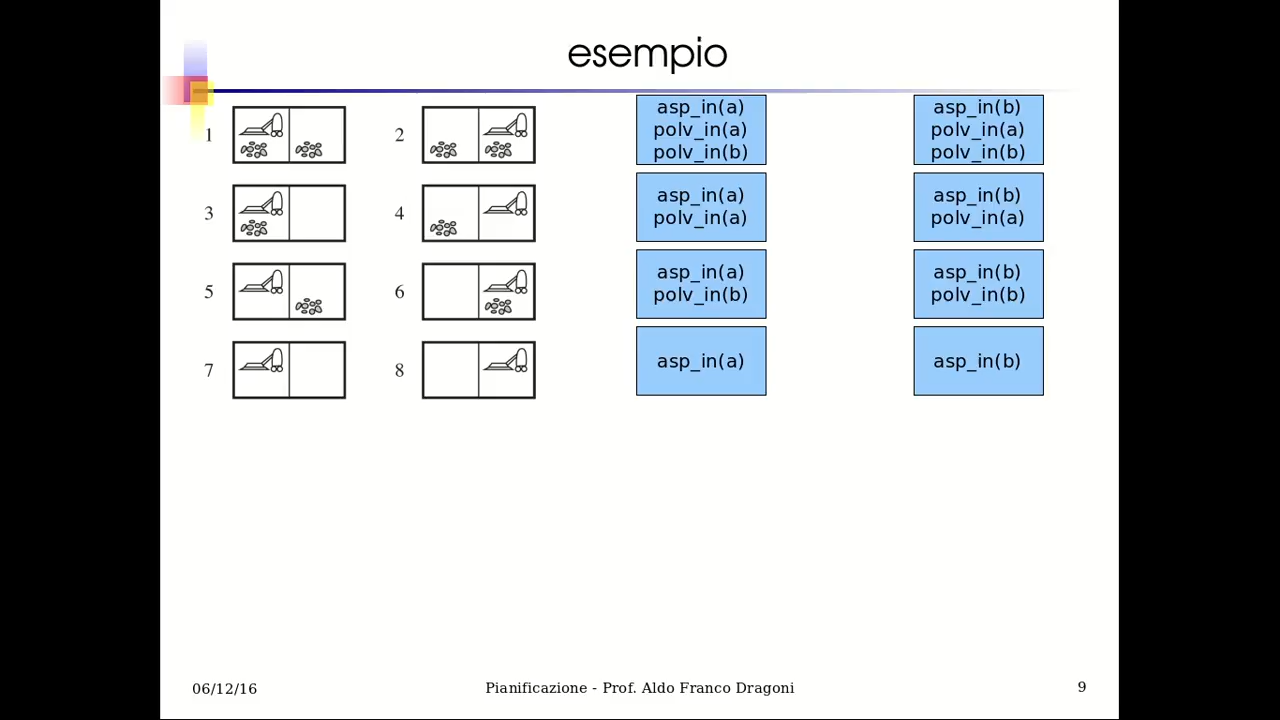 esempio
1
2
3
4
5
6
7
8
asp_in(a)
polv_in(a)
polv_in(b)
asp_in(b)
polv_in(a)
polv_in(b)
asp_in(a)
polv_in(a)
asp_in(b)
polv_in(a)
asp_in(a)
polv_in(b)
asp_in(b)
polv_in(b)
asp_in(a)
asp_in(b)
06/12/16
Pianificazione - Prof. Aldo Franco Dragoni
9